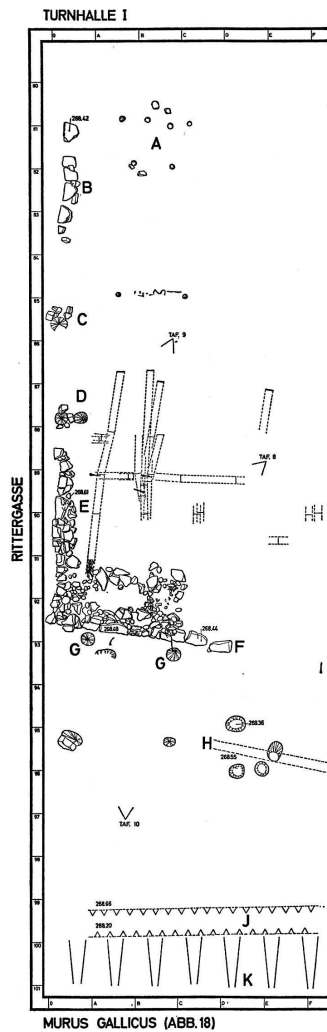 TURNHALLE I
0 A B C D E F
80
268.42
81
A
82
B
83
84
85
C
TAF. 9
86
87
D
88
TAF. 8
89
268.61
E
90
RITTERGASSE
91
92
268.48
268.44
93
G
G
F
94
95
268.36
H
96
268.55
97
TAF. 10
98
99
268.66
J
268.20
100
K
101
0 A B C D E F
MURUS GALLICUS (ABB.18)